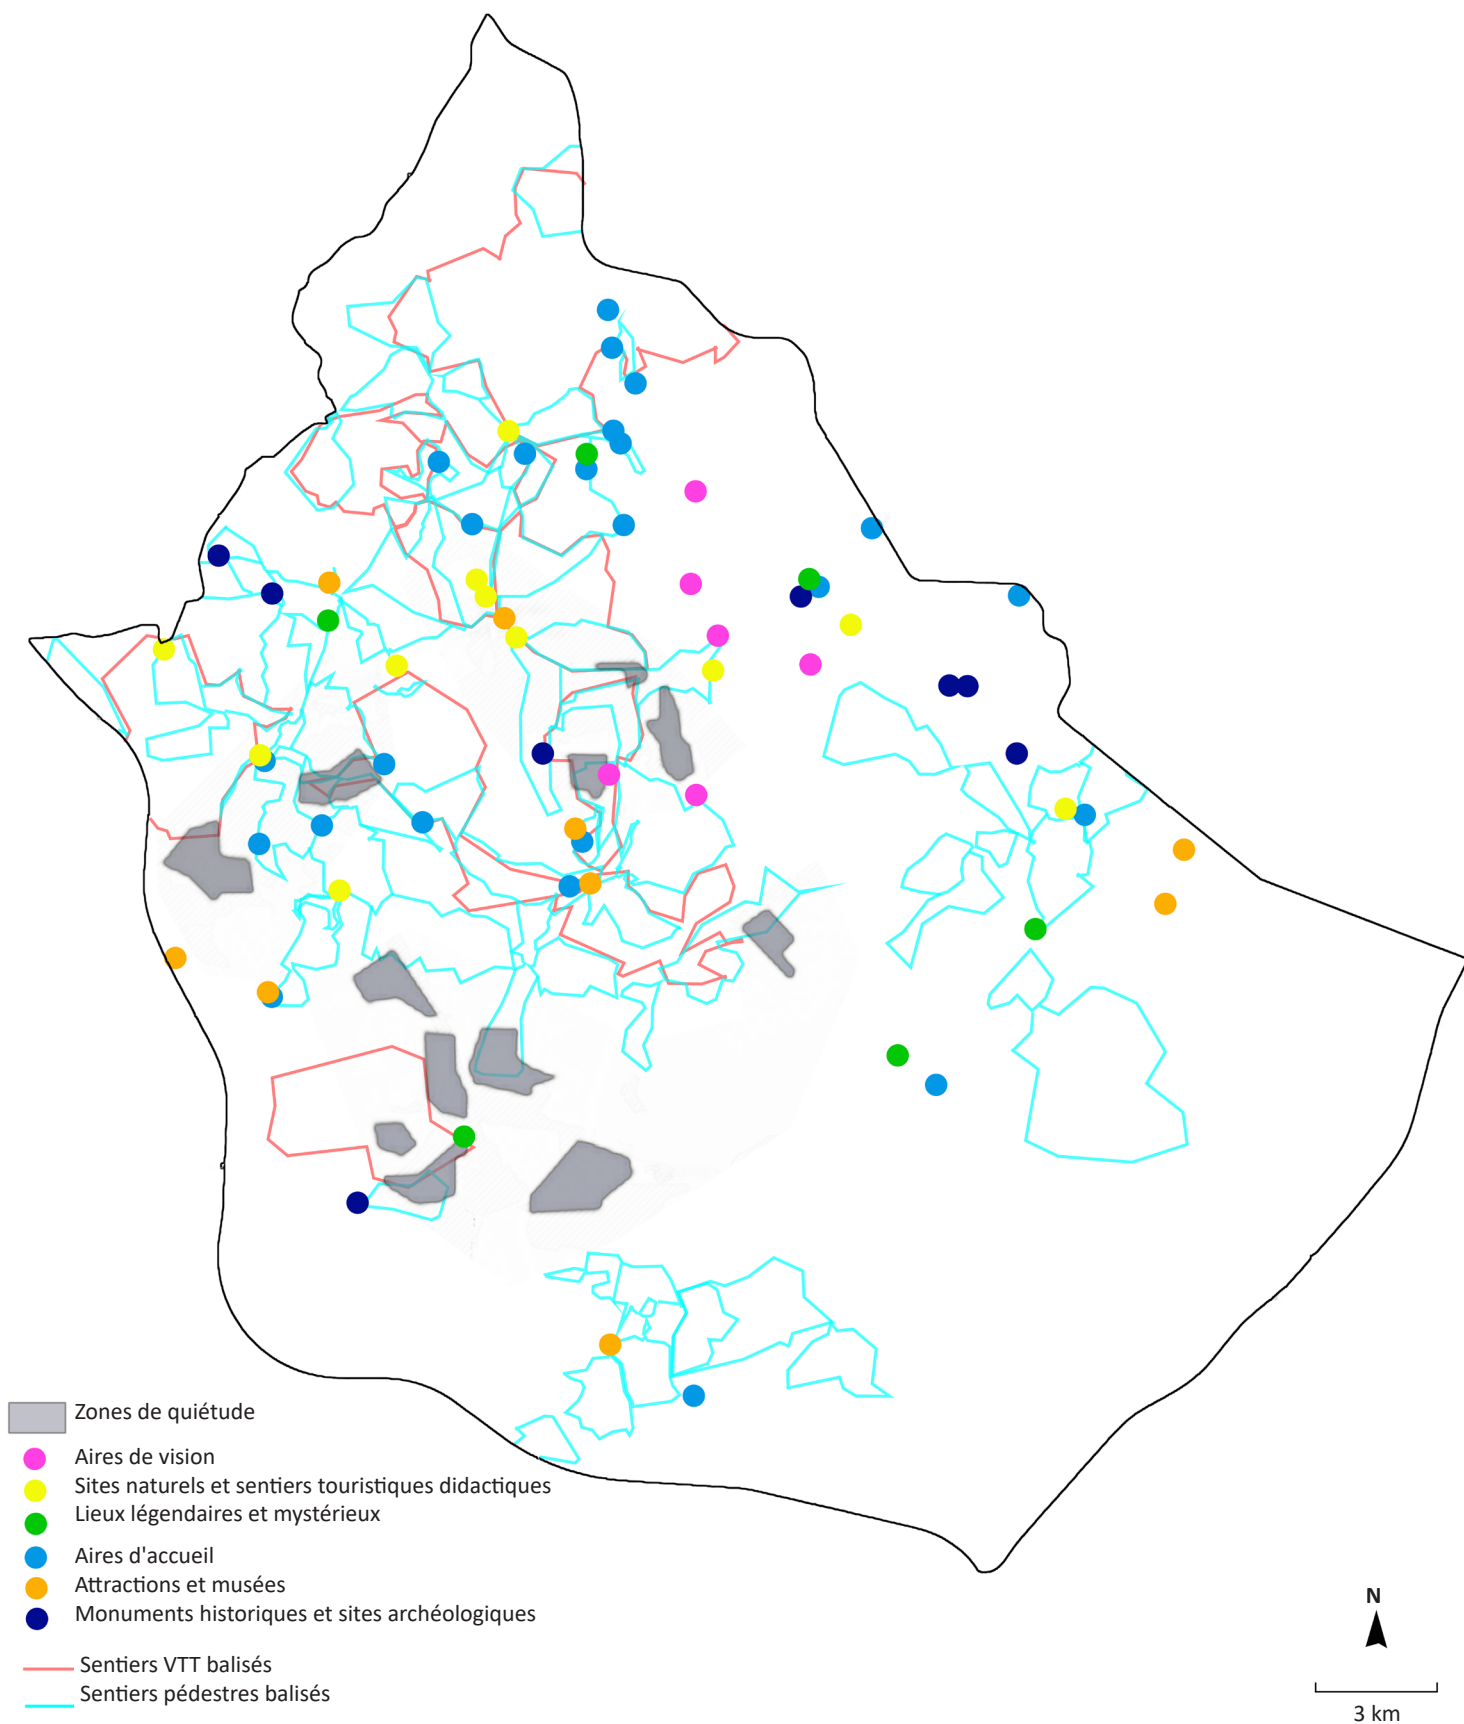 Zones de quiétude
Aires de vision
Sites naturels et sentiers touristiques didactiques
Lieux légendaires et mystérieux
Aires d'accueil
Attractions et musées
Monuments historiques et sites archéologiques
Sentiers VTT balisés
Sentiers pédestres balisés
N
3 km